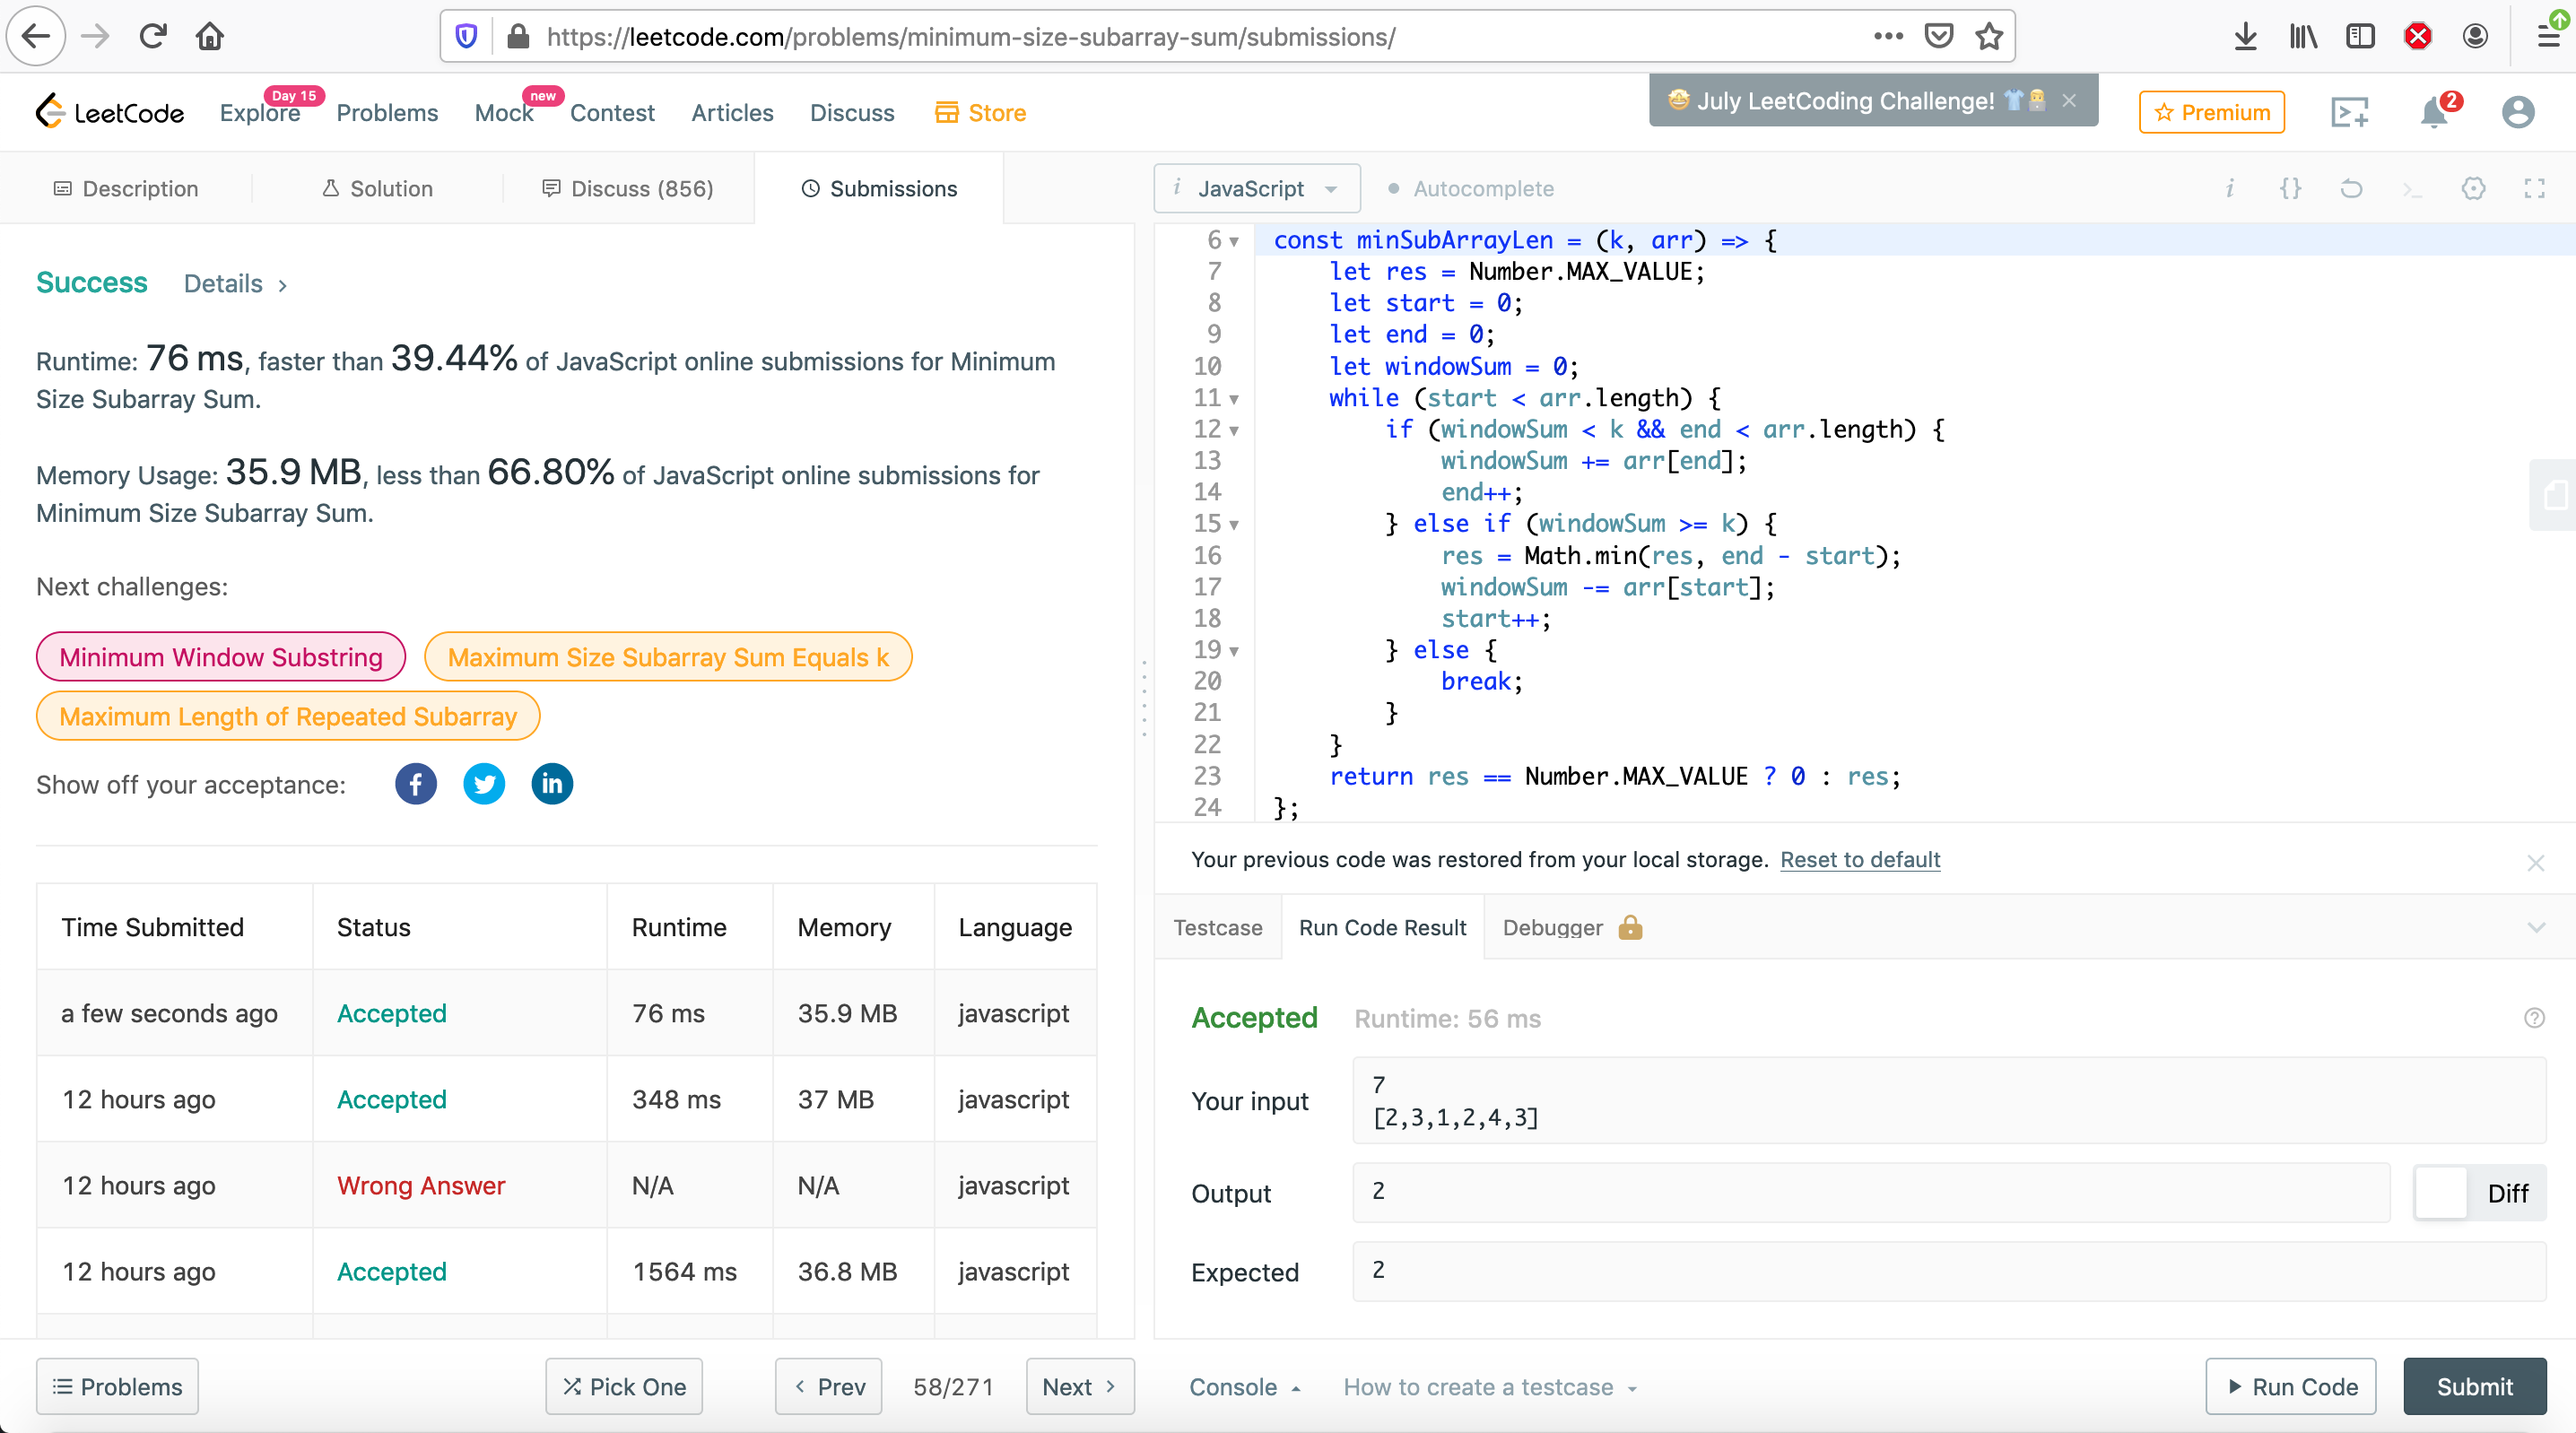 https://leetcode.com/problems/minimum-size-subarray-sum/submissions/
LeetCode
Explore
Day 15
Problems
Mock
new
Contest
Articles
Discuss
Store
July LeetCoding Challenge!
Premium
2
Description
Solution
Discuss (856)
Submissions
Success
Details >
Runtime: 76 ms, faster than 39.44% of JavaScript online submissions for Minimum
Size Subarray Sum.
Memory Usage: 35.9 MB, less than 66.80% of JavaScript online submissions for
Minimum Size Subarray Sum.
Next challenges:
Minimum Window Substring
Maximum Size Subarray Sum Equals k
Maximum Length of Repeated Subarray
Show off your acceptance:
Time Submitted Status Runtime Memory Language
a few seconds ago Accepted 76 ms 35.9 MB javascript
12 hours ago Accepted 348 ms 37 MB javascript
12 hours ago Wrong Answer N/A N/A javascript
12 hours ago Accepted 1564 ms 36.8 MB javascript
Problems
Pick One
< Prev
58/271
Next >
i JavaScript
Autocomplete
6 const minSubArrayLen = (k, arr) => {
7 let res = Number.MAX_VALUE;
8 let start = 0;
9 let end = 0;
10 let windowSum = 0;
11 while (start < arr.length) {
12 if (windowSum < k && end < arr.length) {
13 windowSum += arr[end];
14 end++;
15 } else if (windowSum >= k) {
16 res = Math.min(res, end - start);
17 windowSum -= arr[start];
18 start++;
19 } else {
20 break;
21 }
22 }
23 return res == Number.MAX_VALUE ? 0 : res;
24 };
Your previous code was restored from your local storage. Reset to default
Testcase
Run Code Result
Debugger
Accepted
Runtime: 56 ms
Your input
7
[2,3,1,2,4,3]
Output
2
Diff
Expected
2
Console
How to create a testcase
Run Code
Submit